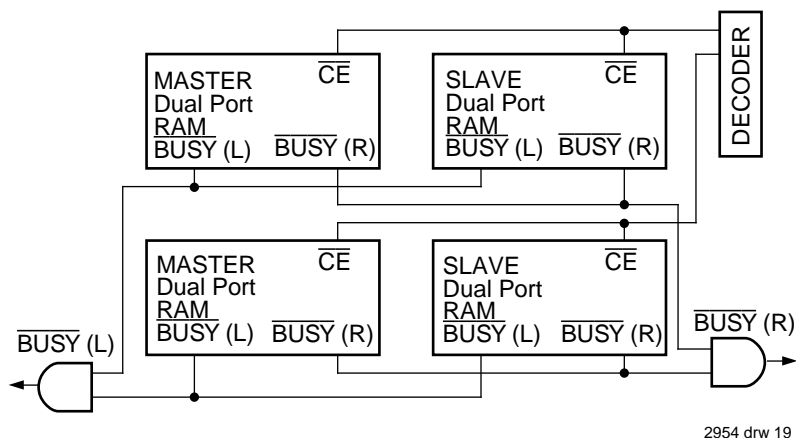 MASTER
Dual Port
RAM
BUSY (L)
BUSY (R)
CE
SLAVE
Dual Port
RAM
BUSY (L)
BUSY (R)
CE
DECODER
MASTER
Dual Port
RAM
BUSY (L)
BUSY (R)
CE
SLAVE
Dual Port
RAM
BUSY (L)
BUSY (R)
CE
BUSY (L)
BUSY (R)
2954 drw 19